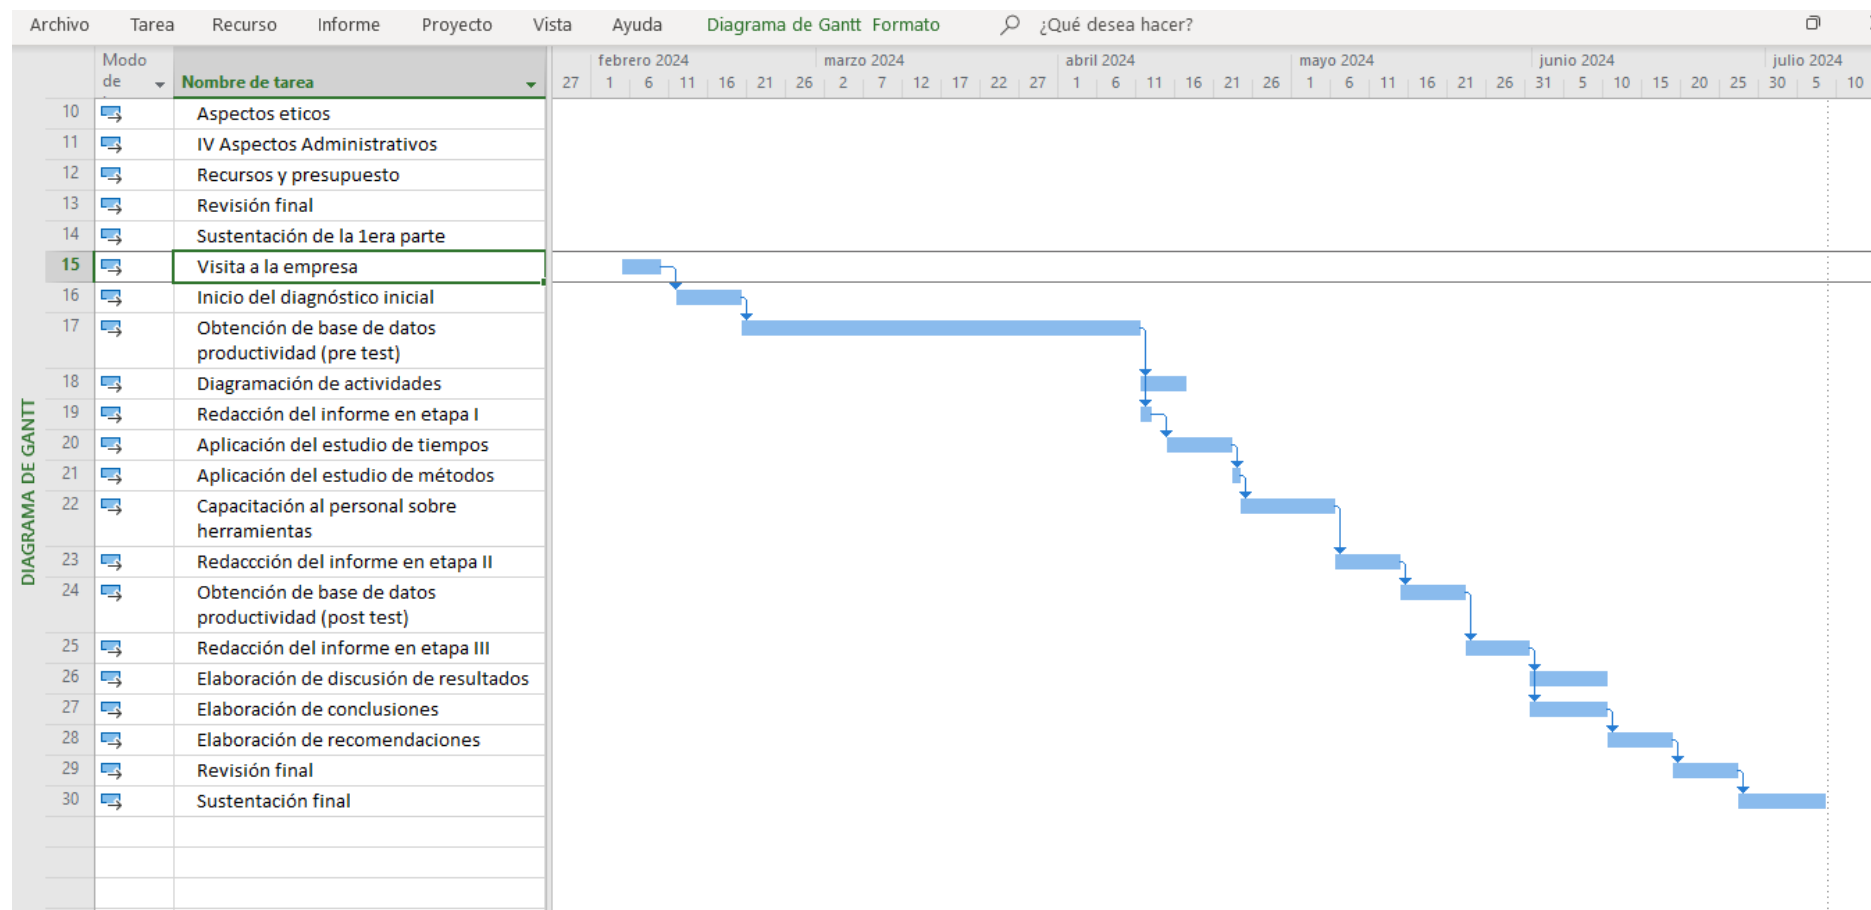 Archivo Tarea Recurso Informe Proyecto Vista Ayuda Diagrama de Gantt Formato ¿Qué desea hacer?
Modo de Nombre de tarea
febrero 2024 marzo 2024 abril 2024 mayo 2024 junio 2024 julio 2024
27 1 6 11 16 21 26 2 7 12 17 22 27 1 6 11 16 21 26 1 6 11 16 21 26 31 5 10 15 20 25 30 5 10
DIAGRAMA DE GANTT
10 Aspectos eticos
11 IV Aspectos Administrativos
12 Recursos y presupuesto
13 Revisión final
14 Sustentación de la 1era parte
15 Visita a la empresa
16 Inicio del diagnóstico inicial
17 Obtención de base de datos
productividad (pre test)
18 Diagramación de actividades
19 Redacción del informe en etapa I
20 Aplicación del estudio de tiempos
21 Aplicación del estudio de métodos
22 Capacitación al personal sobre
herramientas
23 Redaccción del informe en etapa II
24 Obtención de base de datos
productividad (post test)
25 Redacción del informe en etapa III
26 Elaboración de discusión de resultados
27 Elaboración de conclusiones
28 Elaboración de recomendaciones
29 Revisión final
30 Sustentación final